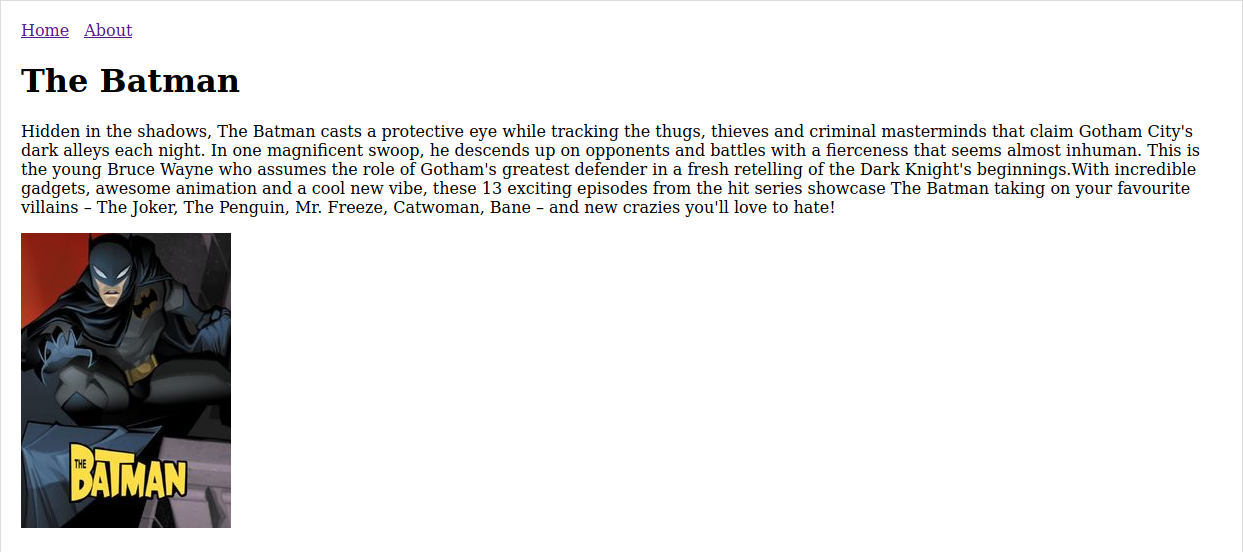 Home About
The Batman
Hidden in the shadows, The Batman casts a protective eye while tracking the thugs, thieves and criminal masterminds that claim Gotham City's
dark alleys each night. In one magnificent swoop, he descends up on opponents and battles with a fierceness that seems almost inhuman. This is
the young Bruce Wayne who assumes the role of Gotham's greatest defender in a fresh retelling of the Dark Knight's beginnings.With incredible
gadgets, awesome animation and a cool new vibe, these 13 exciting episodes from the hit series showcase The Batman taking on your favourite
villains – The Joker, The Penguin, Mr. Freeze, Catwoman, Bane – and new crazies you'll love to hate!
THE
BATMAN